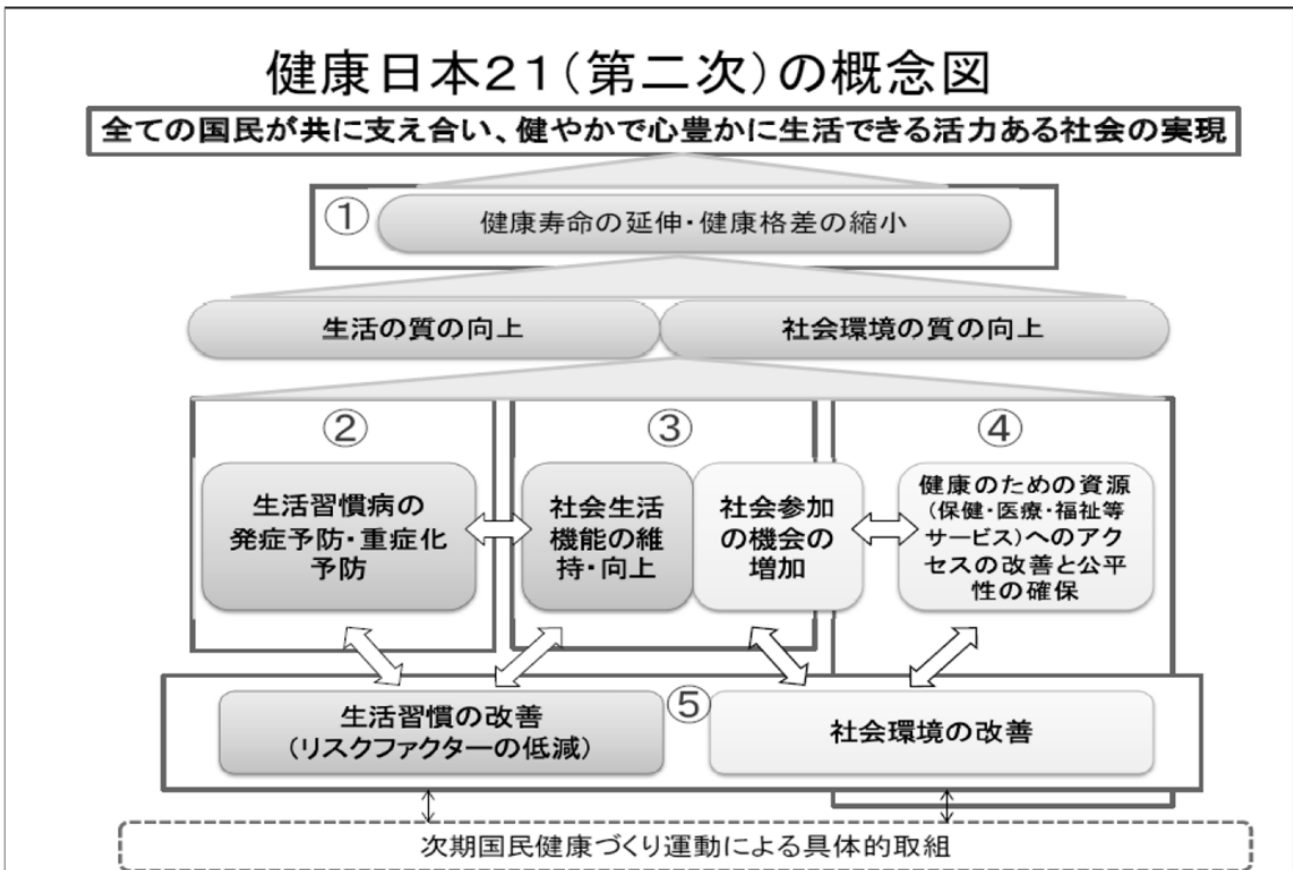 健康日本21(第二次)の概念図
全ての国民が共に支え合い、健やかで心豊かに生活できる活力ある社会の実現
①
健康寿命の延伸・健康格差の縮小
生活の質の向上
社会環境の質の向上
②
生活習慣病の
発症予防・重症化
予防
③
社会生活
機能の維
持・向上
社会参加
の機会の
増加
④
健康のための資源
(保健・医療・福祉等
サービス)へのアク
セスの改善と公平
性の確保
⑤
生活習慣の改善
(リスクファクターの低減)
社会環境の改善
次期国民健康づくり運動による具体的取組